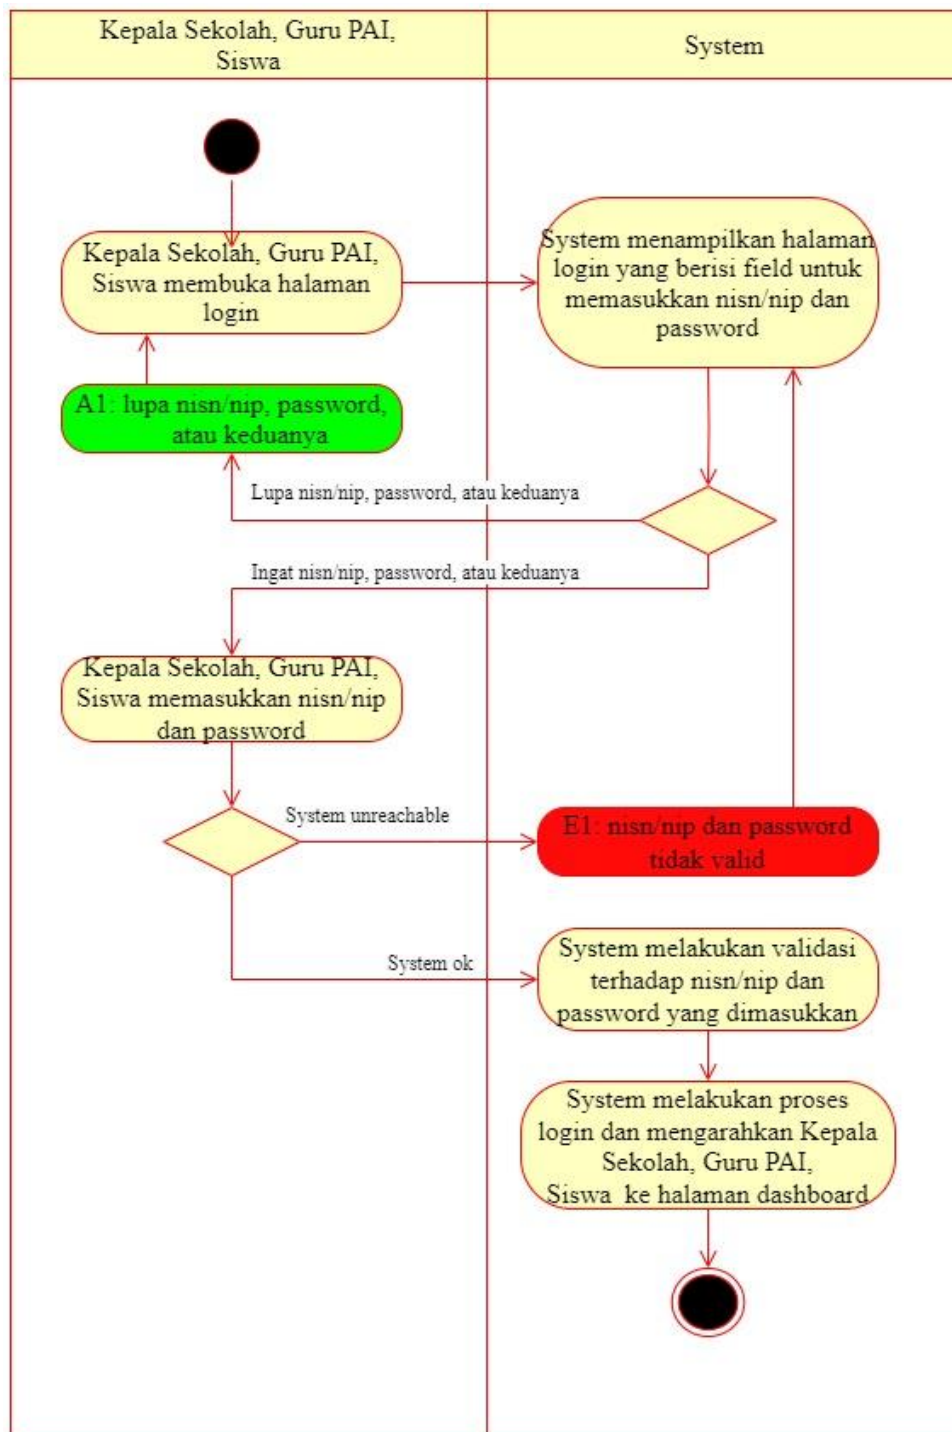 Kepala Sekolah, Guru PAI,
Siswa
System
Kepala Sekolah, Guru PAI,
Siswa membuka halaman
login
System menampilkan halaman
login yang berisi field untuk
memasukkan nisn/nip dan
password
A1: lupa nisn/nip, password,
atau keduanya
Lupa nisn/nip, password, atau keduanya
Ingat nisn/nip, password, atau keduanya
Kepala Sekolah, Guru PAI,
Siswa memasukkan nisn/nip
dan password
System unreachable
E1: nisn/nip dan password
tidak valid
System ok
System melakukan validasi
terhadap nisn/nip dan
password yang dimasukkan
System melakukan proses
login dan mengarahkan Kepala
Sekolah, Guru PAI,
Siswa ke halaman dashboard